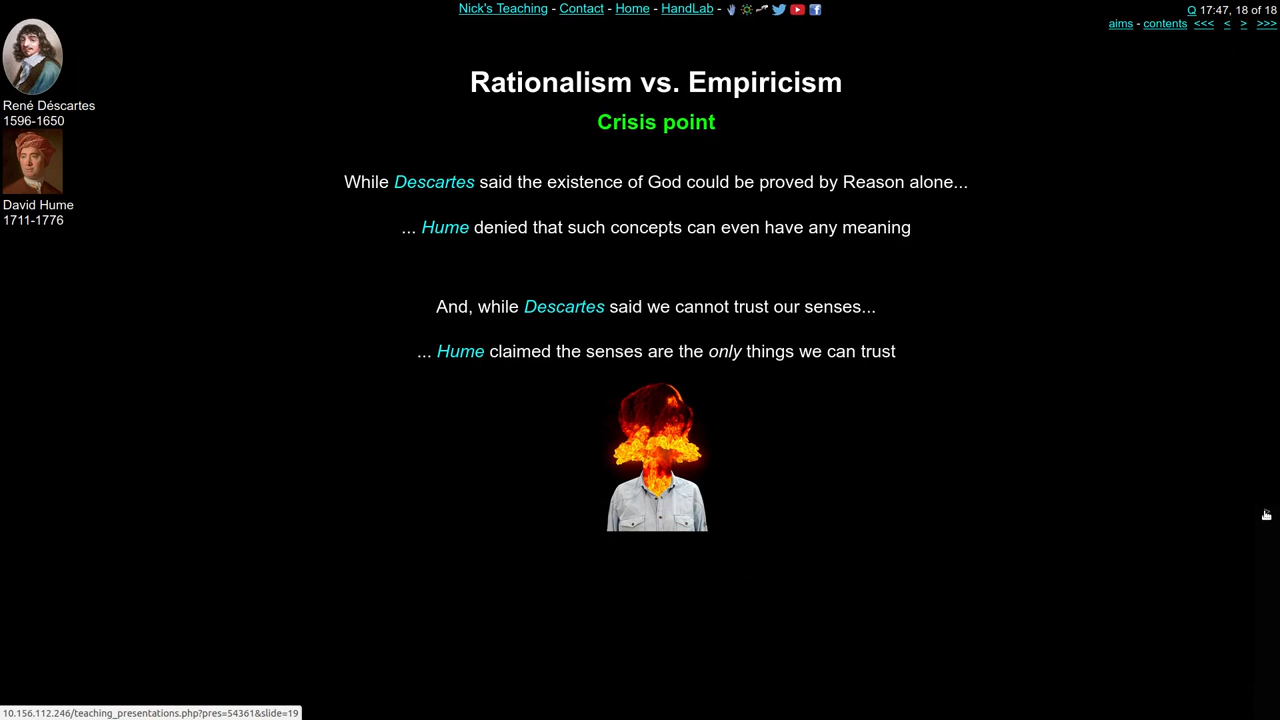 Nick's Teaching - Contact - Home - HandLab -
Q 17:47, 18 of 18
aims - contents <<< < > >>>
René Déscartes
1596-1650
David Hume
1711-1776
Rationalism vs. Empiricism
Crisis point
While Descartes said the existence of God could be proved by Reason alone...
... Hume denied that such concepts can even have any meaning
And, while Descartes said we cannot trust our senses...
... Hume claimed the senses are the only things we can trust
10.156.112.246/teaching_presentations.php?pres=54361&slide=19